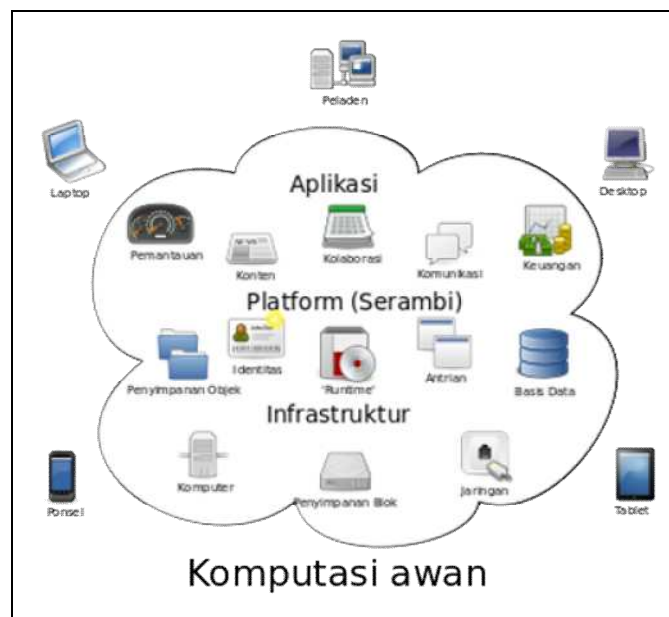 Peladen
Laptop
Desktop
Aplikasi
Pemantauan
Konten
Kolaborasi
Komunikasi
Keuangan
Platform (Serambi)
Penyimpanan Objek
Identitas
'Runtime'
Antrian
Basis Data
Infrastruktur
Komputer
Penyimpanan Blok
Jaringan
Ponsel
Tablet
Komputasi awan